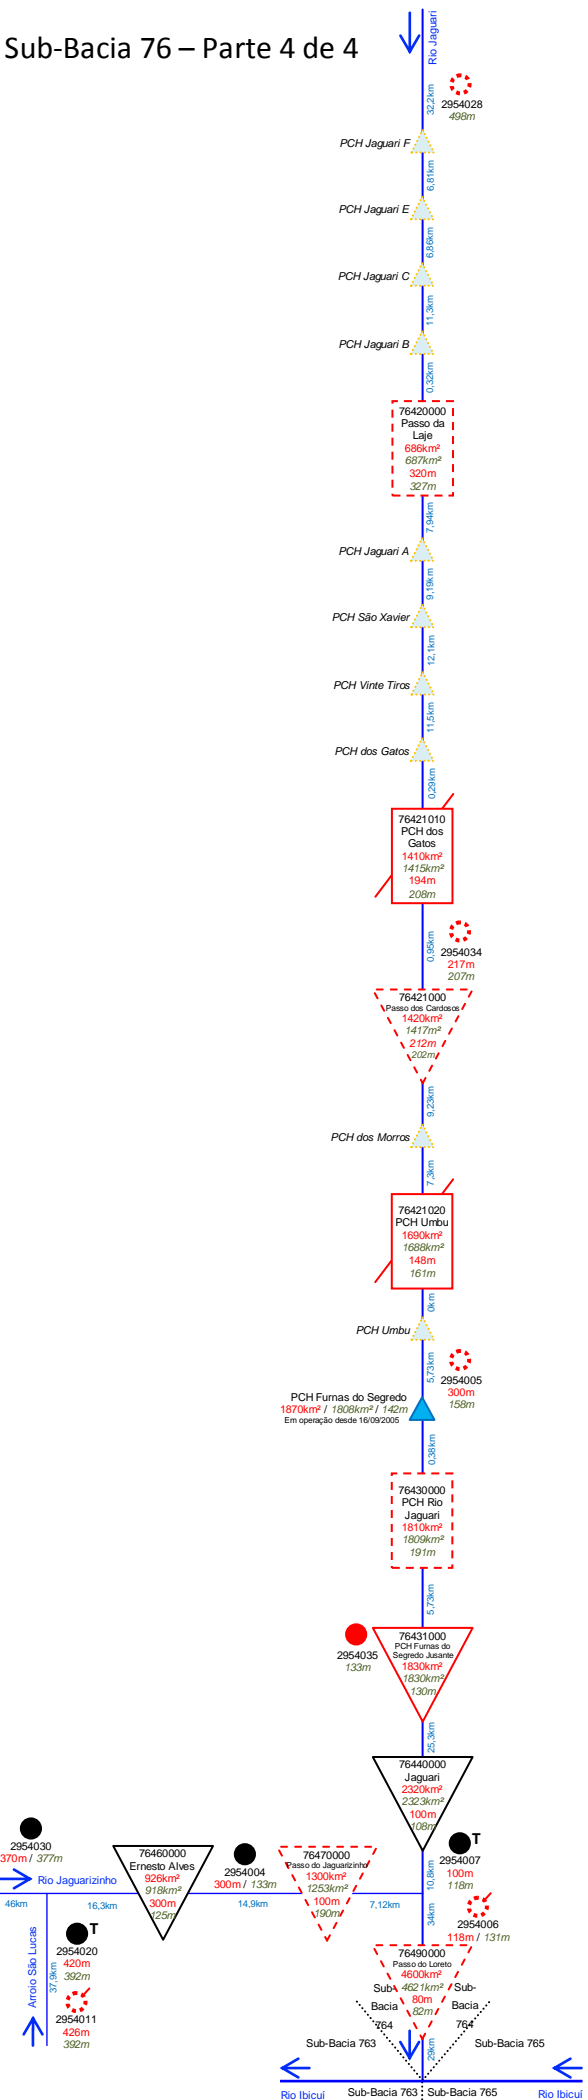 Sub-Bacia 76 – Parte 4 de 4
Rio Jaguari
32,2km
2954028
498m
PCH Jaguari F
6,81km
PCH Jaguari E
6,86km
PCH Jaguari C
11,3km
PCH Jaguari B
0,32km
76420000
Passo da
Laje
686km²
687km²
320m
327m
7,94km
PCH Jaguari A
9,19km
PCH São Xavier
12,1km
PCH Vinte Tiros
11,5km
PCH dos Gatos
0,29km
76421010
PCH dos
Gatos
1410km²
1415km²
194m
208m
0,95km
2954034
217m
207m
76421000
Passo dos Cardosos
1420km²
1417m²
212m
202m
9,23km
PCH dos Morros
7,3km
76421020
PCH Umbu
1690km²
1688km²
148m
161m
0km
PCH Umbu
5,73km
2954005
300m
158m
PCH Furnas do Segredo
1870km² / 1808km² / 142m
Em operação desde 16/09/2005
0,38km
76430000
PCH Rio
Jaguari
1810km²
1809km²
191m
5,73km
2954035
133m
76431000
PCH Furnas do
Segredo Jusante
1830km²
1830km²
130m
25,3km
76440000
Jaguari
2320km²
2323km²
100m
108m
T
2954007
100m
118m
10,8km
2954030
370m / 377m
Rio Jaguarizinho
46km
16,3km
76460000
Ernesto Alves
926km²
918km²
300m
125m
2954004
300m / 133m
14,9km
76470000
Passo do Jaguarizinho
1300km²
1253km²
100m
190m
7,12km
34km
2954006
118m / 131m
Arroio São Lucas
37,9km
T
2954020
420m
392m
2954011
426m
392m
76490000
Passo do Loreto
4600km²
4621km²
80m
82m
Sub-
Bacia
764
Sub-
Bacia
764
29km
Sub-Bacia 763
Sub-Bacia 765
Rio Ibicuí
Sub-Bacia 763
Sub-Bacia 765
Rio Ibicuí